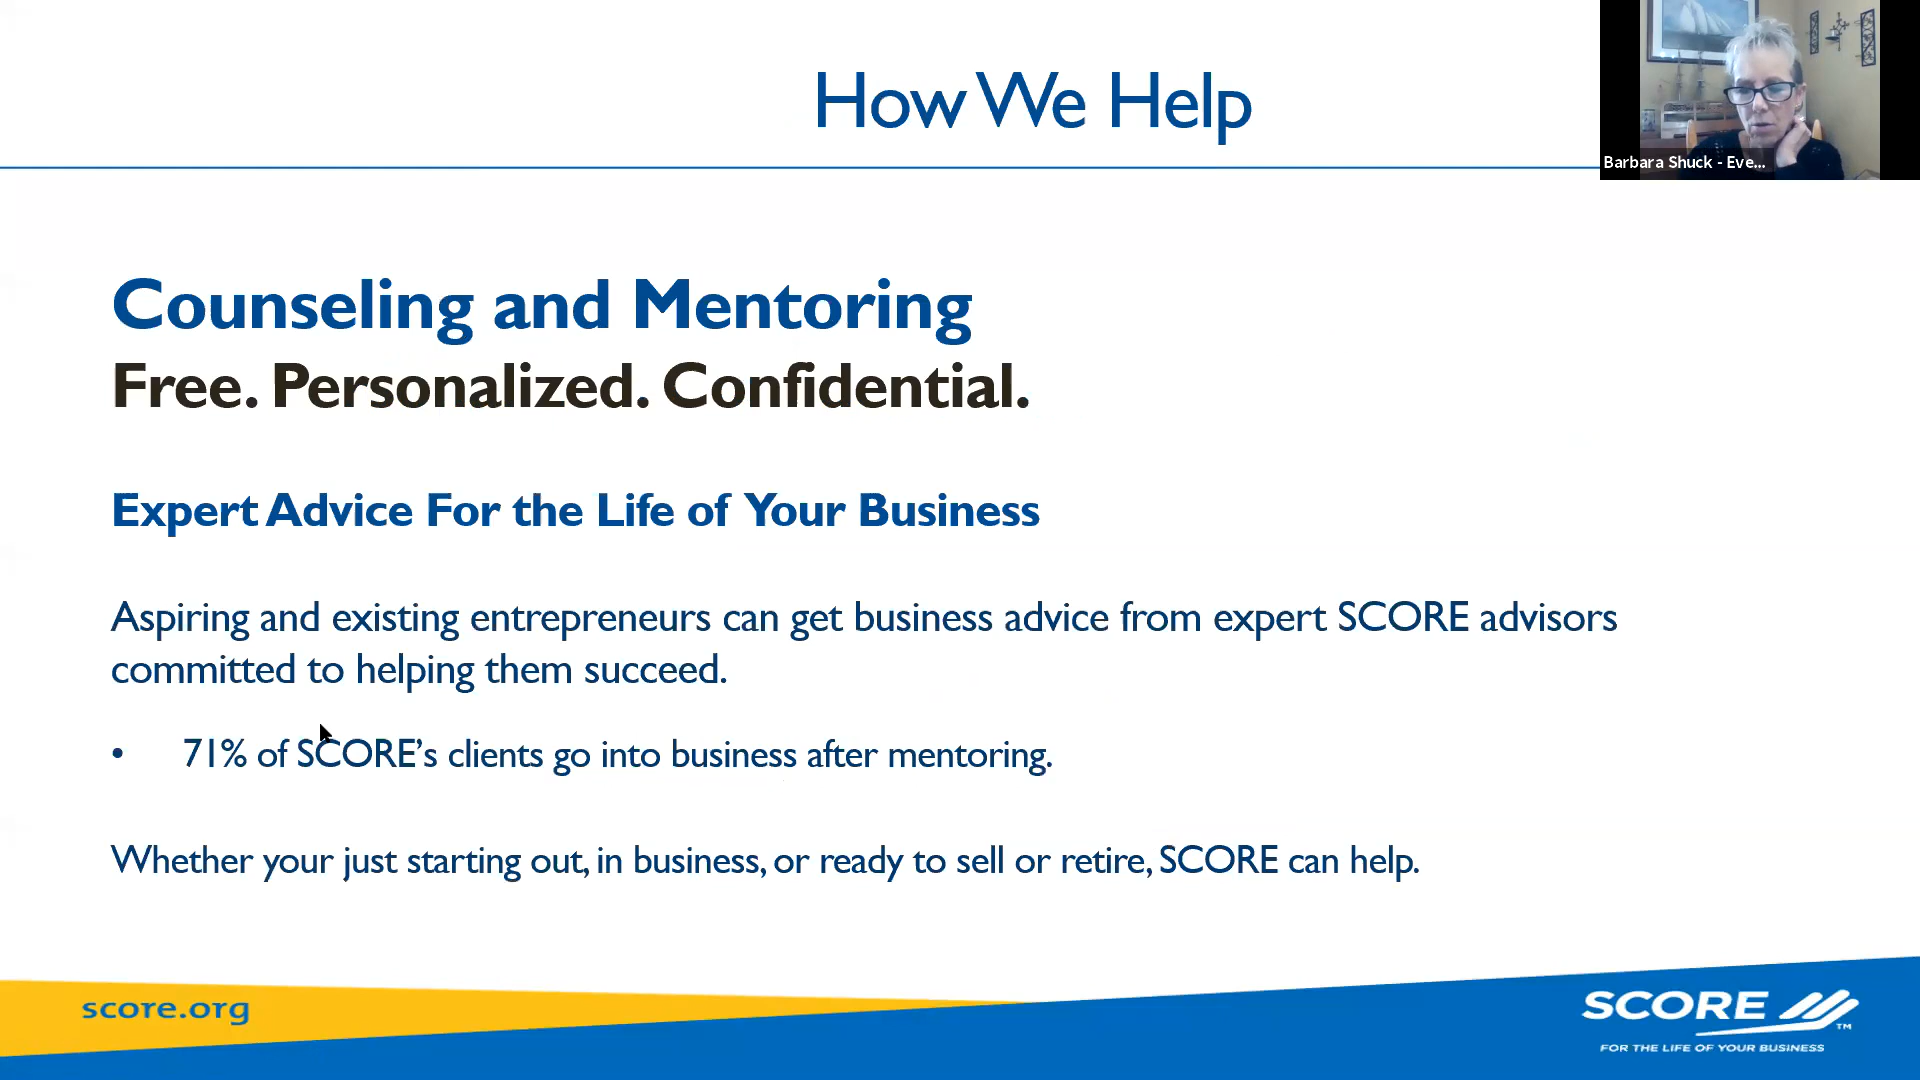 How We Help
Barbara Shuck - Eve...
Counseling and Mentoring
Free. Personalized. Confidential.
Expert Advice For the Life of Your Business
Aspiring and existing entrepreneurs can get business advice from expert SCORE advisors
committed to helping them succeed.
• 71% of SCORE’s clients go into business after mentoring.
Whether your just starting out, in business, or ready to sell or retire, SCORE can help.
score.org
SCORE TM
FOR THE LIFE OF YOUR BUSINESS